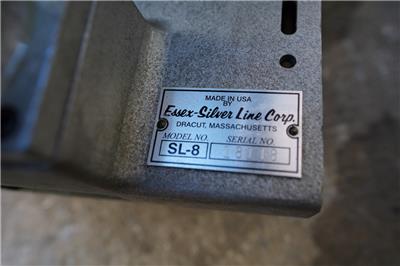 MADE IN USA
BY
Essex-Silver Line Corp.
DRACUT, MASSACHUSETTS
MODEL NO. SERIAL NO.
SL-8